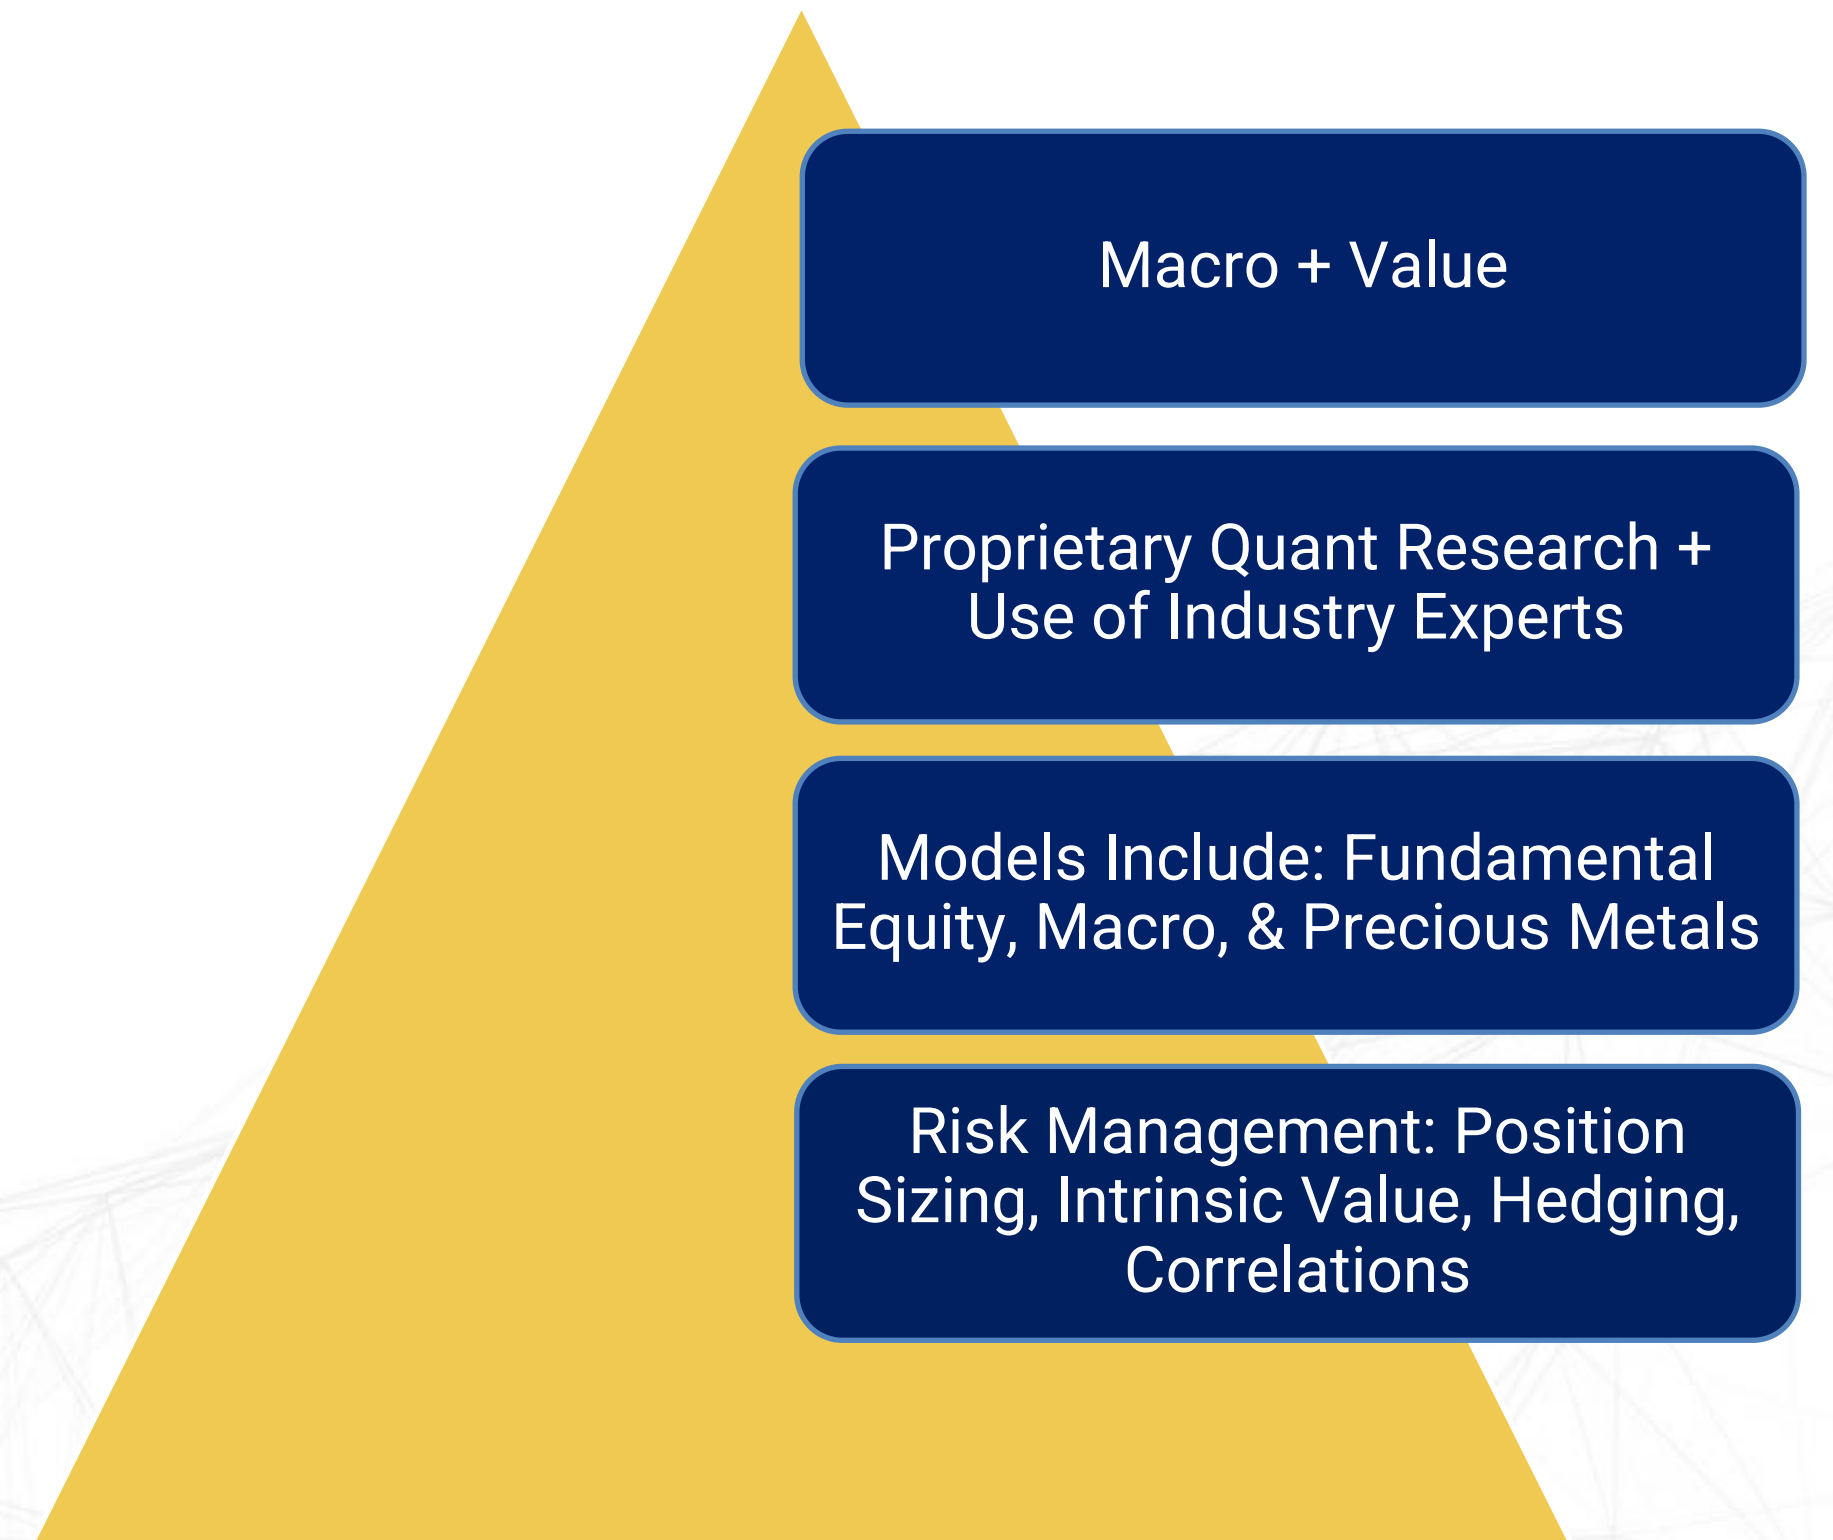 Macro + Value
Proprietary Quant Research +
Use of Industry Experts
Models Include: Fundamental
Equity, Macro, & Precious Metals
Risk Management: Position
Sizing, Intrinsic Value, Hedging,
Correlations